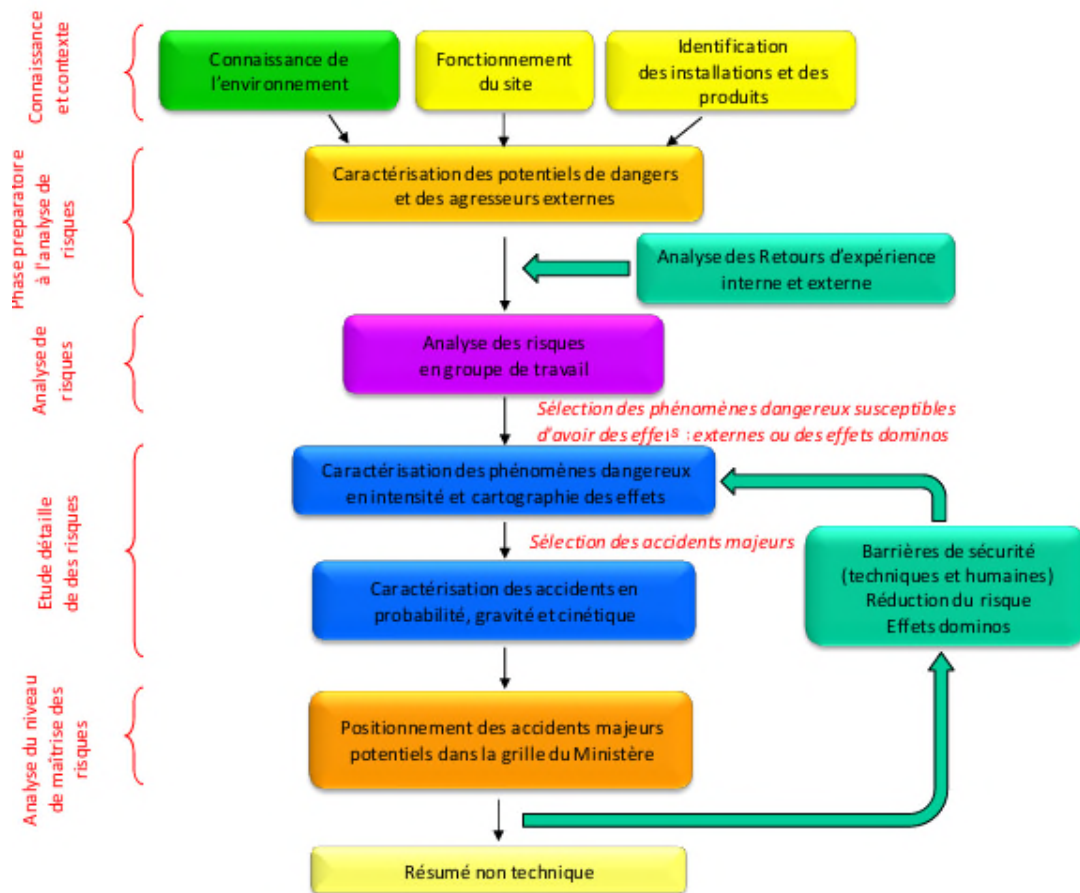 Connaissance
et contexte
Connaissance de
l'environnement
Fonctionnement
du site
Identification
des installations et des
produits
Phase preparatoire
à l'analyse de
risques
Caractérisation des potentiels de dangers
et des agresseurs externes
Analyse des Retours d'expérience
interne et externe
Analyse de
risques
Analyse des risques
en groupe de travail
Sélection des phénomènes dangereux susceptibles
d'avoir des effets : externes ou des effets dominos
Etude détaille
de des risques
Caractérisation des phénomènes dangereux
en intensité et cartographie des effets
Sélection des accidents majeurs
Caractérisation des accidents en
probabilité, gravité et cinétique
Barrières de sécurité
(techniques et humaines)
Réduction du risque
Effets dominos
Analyse du niveau
de maîtrise des
risques
Positionnement des accidents majeurs
potentiels dans la grille du Ministère
Résumé non technique